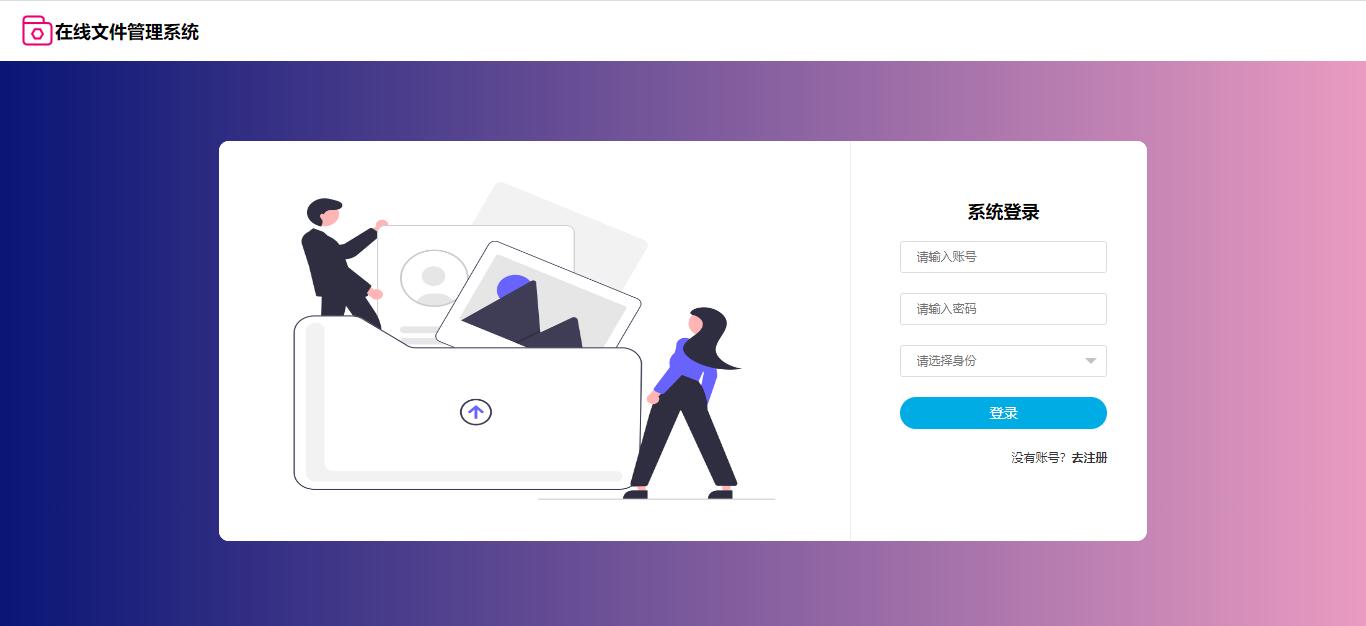 在线文件管理系统
系统登录
请输入账号
请输入密码
请选择身份
登录
没有账号？去注册